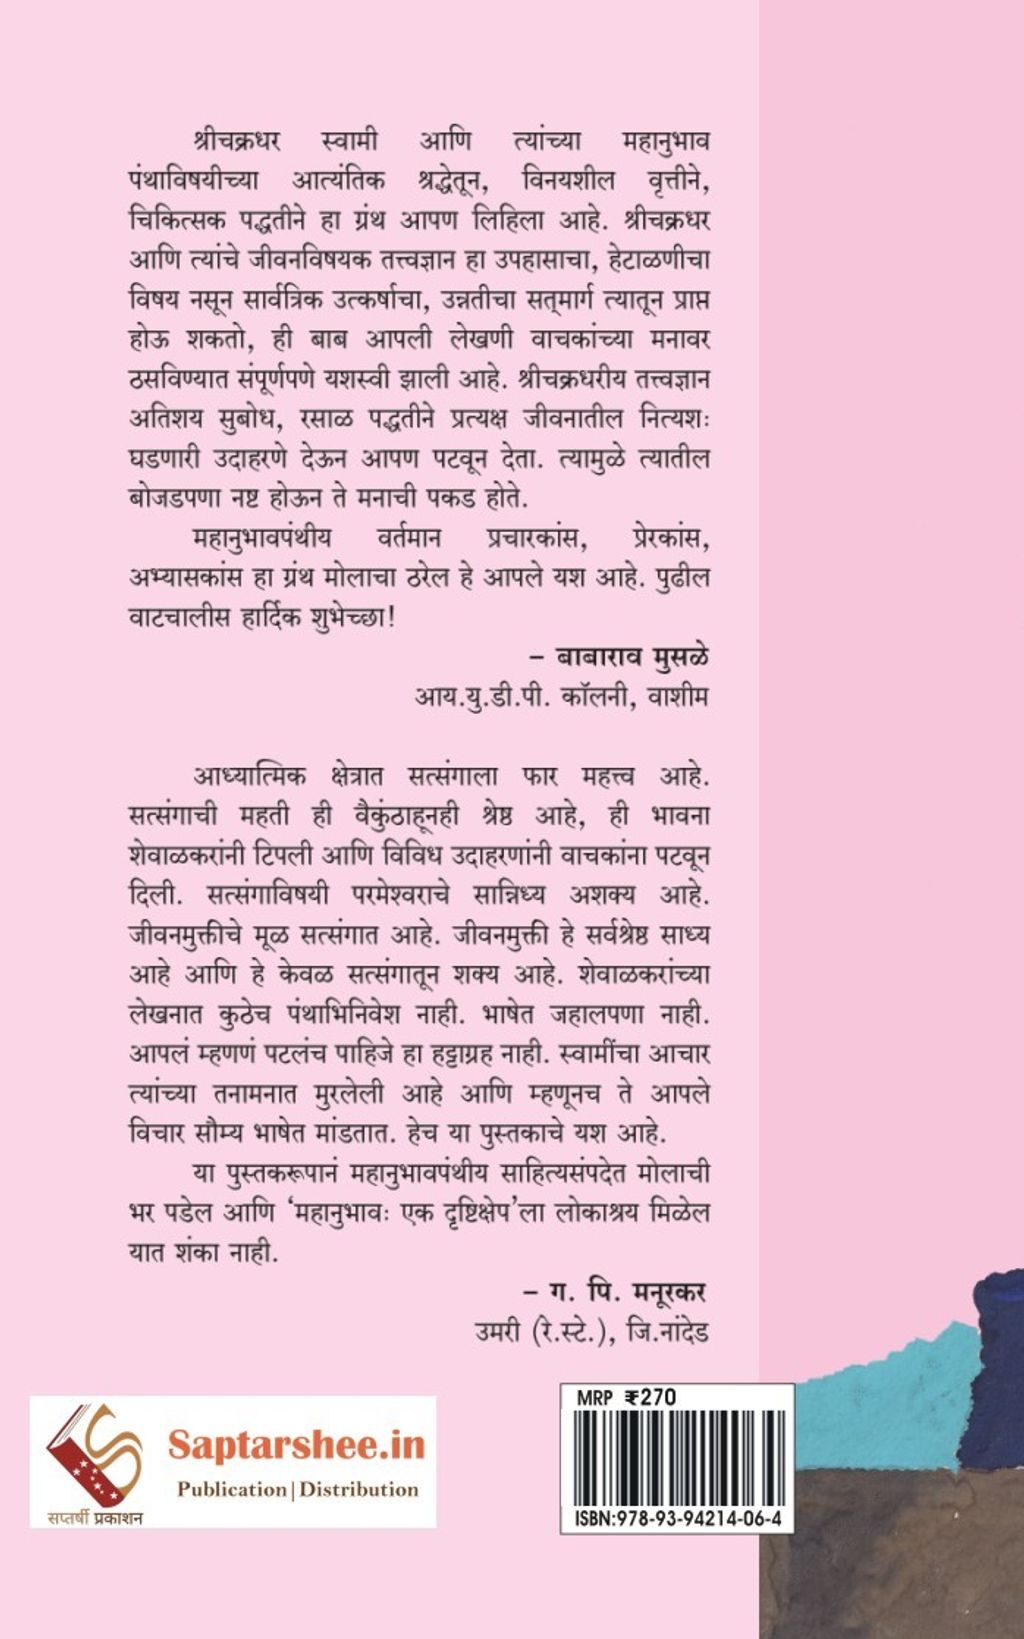 श्रीचक्रधर स्वामी आणि त्यांच्या महानुभाव
पंथाविषयीच्या आत्यंतिक श्रद्धेतून, विनयशील वृत्तीने,
चिकित्सक पद्धतीने हा ग्रंथ आपण लिहिला आहे. श्रीचक्रधर
आणि त्यांचे जीवनविषयक तत्त्वज्ञान हा उपहासाचा, हेटाळणीचा
विषय नसून सार्वत्रिक उत्कर्षाचा, उन्नतीचा सत्‌मार्ग त्यातून प्राप्त
होऊ शकतो, ही बाब आपली लेखणी वाचकांच्या मनावर
ठसविण्यात संपूर्णपणे यशस्वी झाली आहे. श्रीचक्रधरीय तत्त्वज्ञान
अतिशय सुबोध, रसाळ पद्धतीने प्रत्यक्ष जीवनातील नित्यशः
घडणारी उदाहरणे देऊन आपण पटवून देता. त्यामुळे त्यातील
बोजडपणा नष्ट होऊन ते मनाची पकड होते.
महानुभावपंथीय वर्तमान प्रचारकांस, प्रेरकांस,
अभ्यासकांस हा ग्रंथ मोलाचा ठरेल हे आपले यश आहे. पुढील
वाटचालीस हार्दिक शुभेच्छा!
– बाबाराव मुसळे
आय.यु.डी.पी. कॉलनी, वाशीम
आध्यात्मिक क्षेत्रात सत्संगाला फार महत्त्व आहे.
सत्संगाची महती ही वैकुंठाहूनही श्रेष्ठ आहे, ही भावना
शेवाळकरांनी टिपली आणि विविध उदाहरणांनी वाचकांना पटवून
दिली. सत्संगाविषयी परमेश्वराचे सान्निध्य अशक्य आहे.
जीवनमुक्तीचे मूळ सत्संगात आहे. जीवनमुक्ती हे सर्वश्रेष्ठ साध्य
आहे आणि हे केवळ सत्संगातून शक्य आहे. शेवाळकरांच्या
लेखनात कुठेच पंथाभिनिवेश नाही. भाषेत जहालपणा नाही.
आपलं म्हणणं पटलंच पाहिजे हा हट्टाग्रह नाही. स्वामींचा आचार
त्यांच्या तनामनात मुरलेली आहे आणि म्हणूनच ते आपले
विचार सौम्य भाषेत मांडतात. हेच या पुस्तकाचे यश आहे.
या पुस्तकरूपानं महानुभावपंथीय साहित्यसंपदेत मोलाची
भर पडेल आणि ‘महानुभावः एक दृष्टिक्षेप’ला लोकाश्रय मिळेल
यात शंका नाही.
– ग. पि. मनूरकर
उमरी (रे.स्टे.), जि.नांदेड
MRP ₹270
Saptarshee.in
Publication | Distribution
सप्तर्षी प्रकाशन
ISBN:978-93-94214-06-4